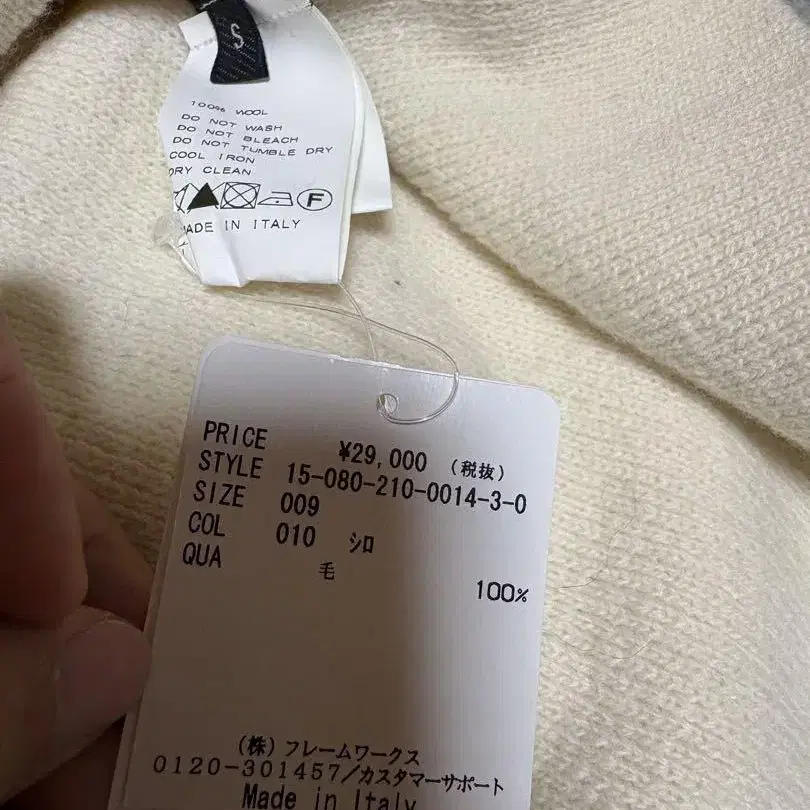 S
100% WOOL
DO NOT WASH
DO NOT BLEACH
DO NOT TUMBLE DRY
COOL IRON
DRY CLEAN
F
MADE IN ITALY
PRICE ¥29,000 (税抜)
STYLE 15-080-210-0014-3-0
SIZE 009
COL 010 シロ
QUA 毛 100%
(株)フレームワークス
0120-301457/カスタマーサポート
Made in Italy